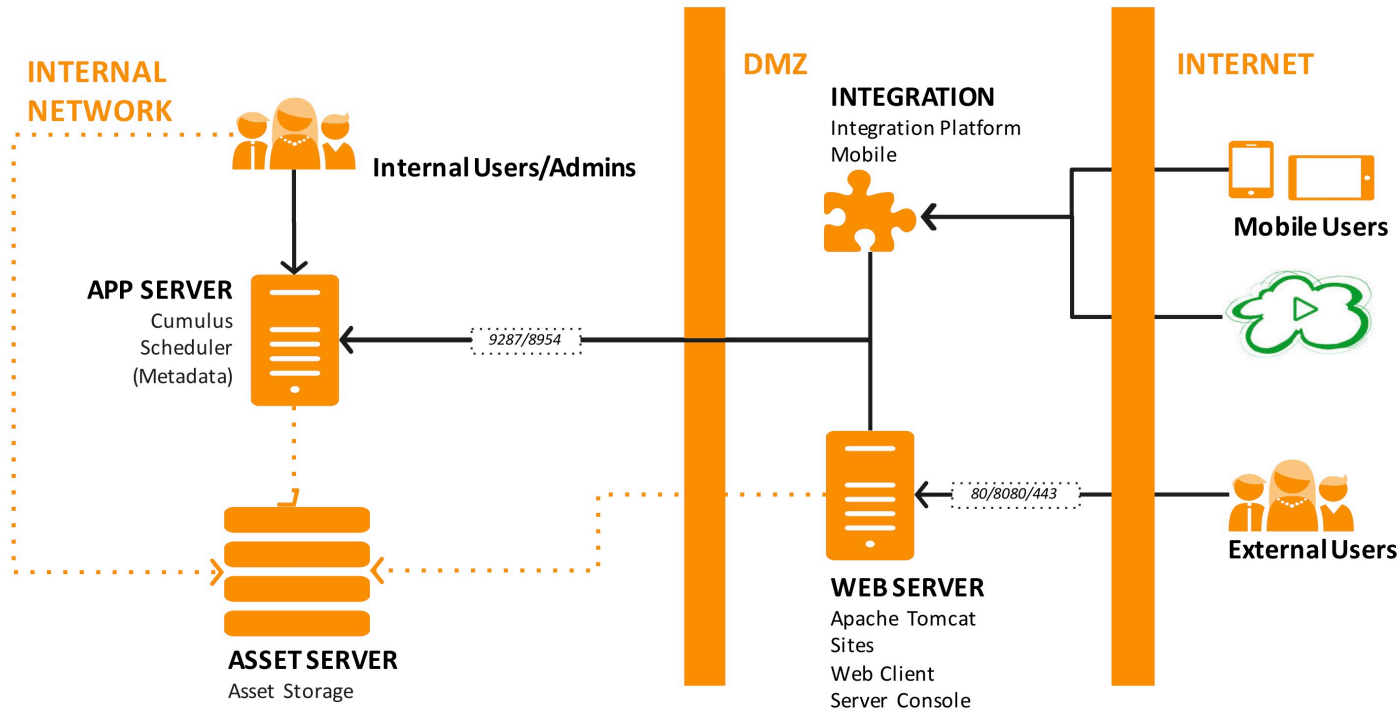 INTERNAL
NETWORK
Internal Users/Admins
APP SERVER
Cumulus
Scheduler
(Metadata)
9287/8954
ASSET SERVER
Asset Storage
DMZ
INTEGRATION
Integration Platform
Mobile
80/8080/443
WEB SERVER
Apache Tomcat
Sites
Web Client
Server Console
INTERNET
Mobile Users
External Users